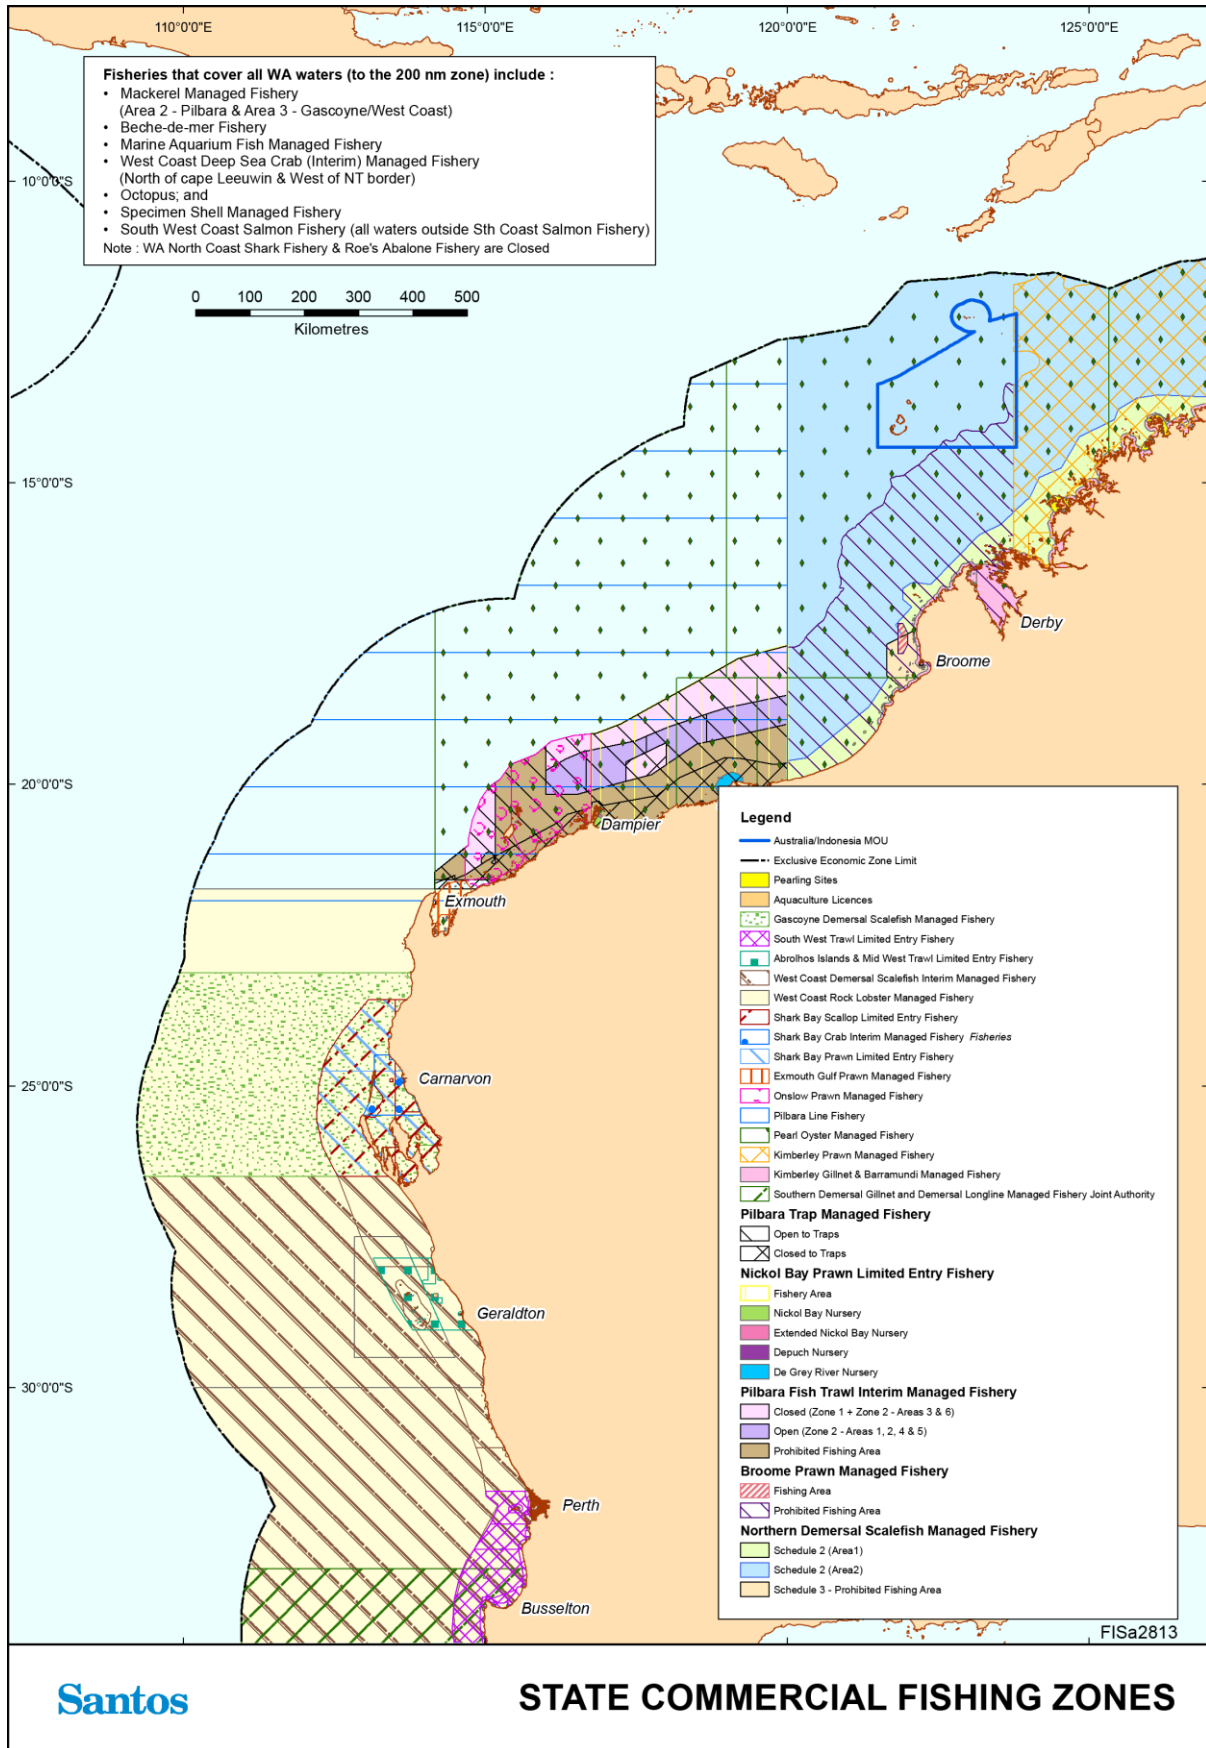 110°0'0"E 115°0'0"E 120°0'0"E 125°0'0"E
Fisheries that cover all WA waters (to the 200 nm zone) include :
• Mackerel Managed Fishery
(Area 2 - Pilbara & Area 3 - Gascoyne/West Coast)
• Beche-de-mer Fishery
• Marine Aquarium Fish Managed Fishery
• West Coast Deep Sea Crab (Interim) Managed Fishery
(North of cape Leeuwin & West of NT border)
• Octopus; and
• Specimen Shell Managed Fishery
• South West Coast Salmon Fishery (all waters outside Sth Coast Salmon Fishery)
Note : WA North Coast Shark Fishery & Roe's Abalone Fishery are Closed
10°0'0"S
0 100 200 300 400 500
Kilometres
15°0'0"S
Derby
Broome
20°0'0"S
Dampier
Exmouth
25°0'0"S
Carnarvon
Geraldton
30°0'0"S
Perth
Busselton
Legend
Australia/Indonesia MOU
Exclusive Economic Zone Limit
Pearling Sites
Aquaculture Licences
Gascoyne Demersal Scalefish Managed Fishery
South West Trawl Limited Entry Fishery
Abrolhos Islands & Mid West Trawl Limited Entry Fishery
West Coast Demersal Scalefish Interim Managed Fishery
West Coast Rock Lobster Managed Fishery
Shark Bay Scallop Limited Entry Fishery
Shark Bay Crab Interim Managed Fishery Fisheries
Shark Bay Prawn Limited Entry Fishery
Exmouth Gulf Prawn Managed Fishery
Onslow Prawn Managed Fishery
Pilbara Line Fishery
Pearl Oyster Managed Fishery
Kimberley Prawn Managed Fishery
Kimberley Gillnet & Barramundi Managed Fishery
Southern Demersal Gillnet and Demersal Longline Managed Fishery Joint Authority
Pilbara Trap Managed Fishery
Open to Traps
Closed to Traps
Nickol Bay Prawn Limited Entry Fishery
Fishery Area
Nickol Bay Nursery
Extended Nickol Bay Nursery
Depuch Nursery
De Grey River Nursery
Pilbara Fish Trawl Interim Managed Fishery
Closed (Zone 1 + Zone 2 - Areas 3 & 6)
Open (Zone 2 - Areas 1, 2, 4 & 5)
Prohibited Fishing Area
Broome Prawn Managed Fishery
Fishing Area
Prohibited Fishing Area
Northern Demersal Scalefish Managed Fishery
Schedule 2 (Area1)
Schedule 2 (Area2)
Schedule 3 - Prohibited Fishing Area
FISa2813
Santos
STATE COMMERCIAL FISHING ZONES